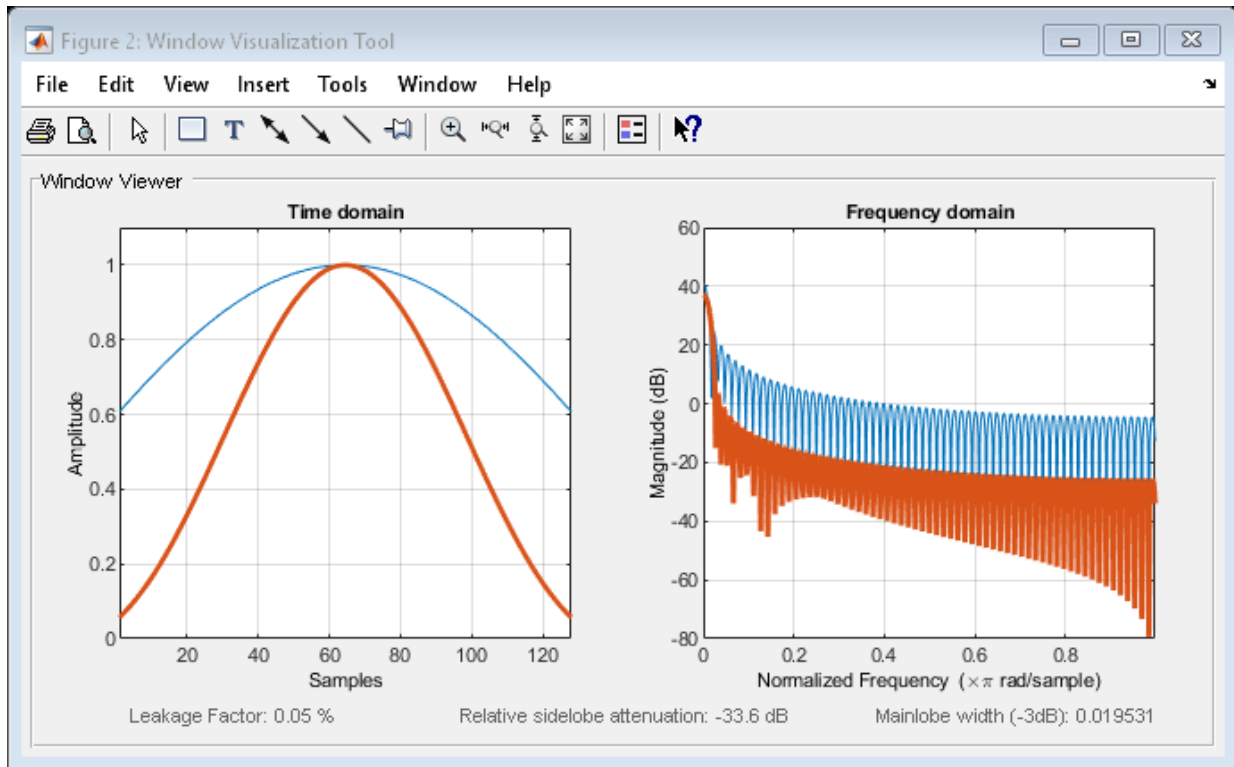 Figure 2: Window Visualization Tool
File Edit View Insert Tools Window Help
T ?
Window Viewer
Time domain
1
0.8
0.6
0.4
0.2
0
Amplitude
20 40 60 80 100 120
Samples
Frequency domain
60
40
20
0
-20
-40
-60
-80
Magnitude (dB)
0 0.2 0.4 0.6 0.8
Normalized Frequency (×π rad/sample)
Leakage Factor: 0.05 % Relative sidelobe attenuation: -33.6 dB Mainlobe width (-3dB): 0.019531